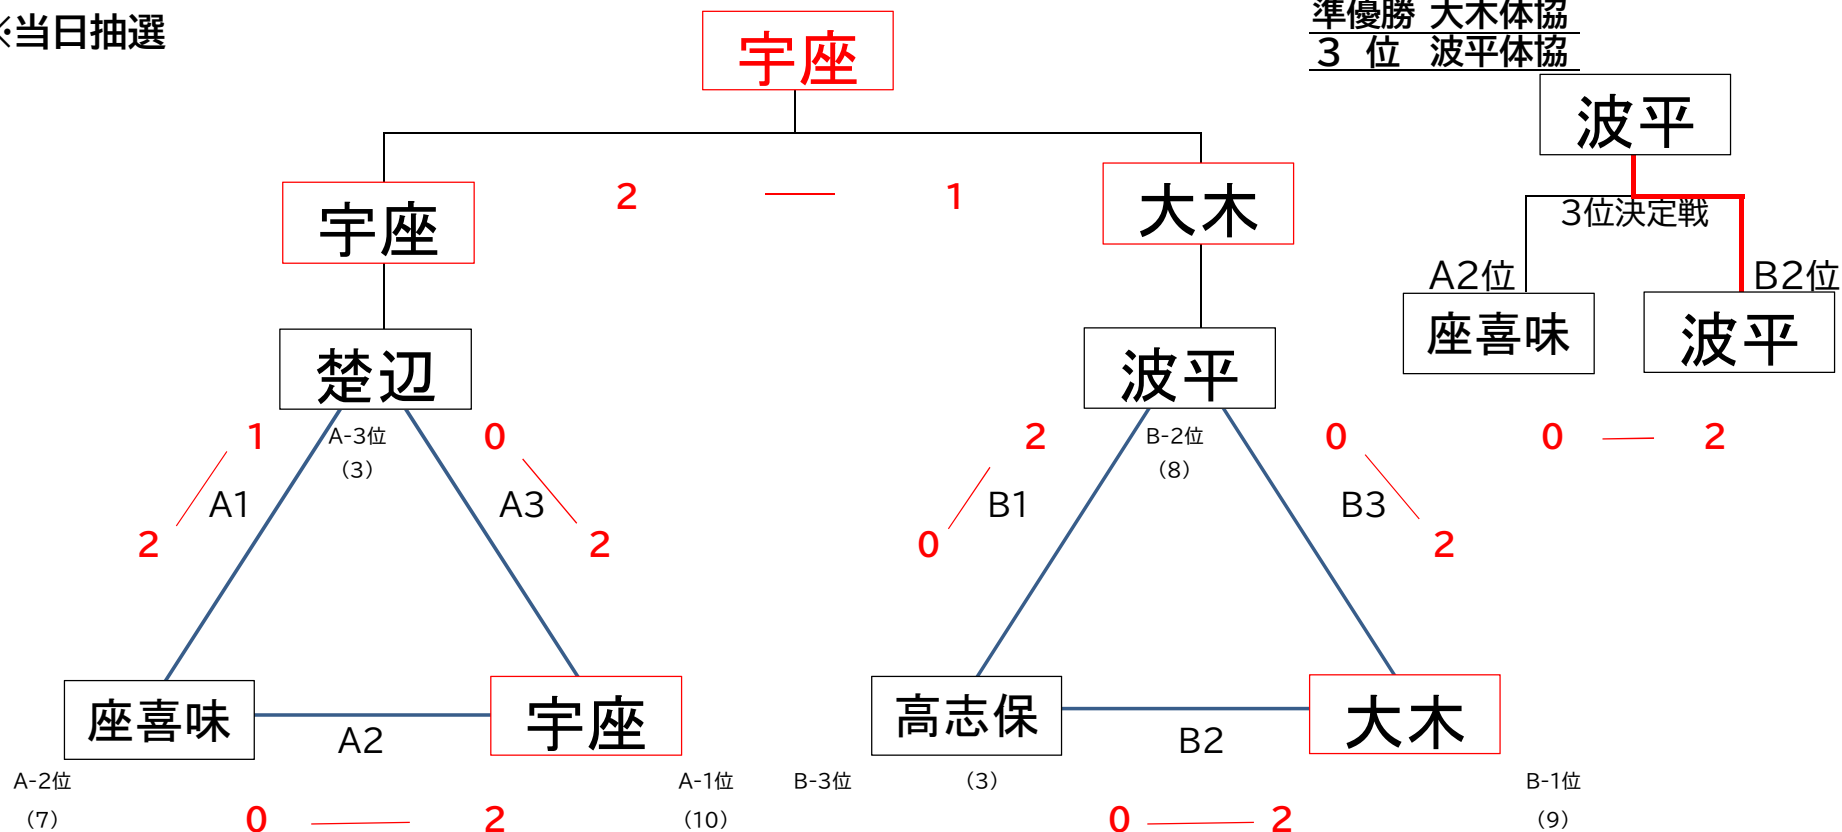 ※当日抽選
準優勝 大木体協
3 位 波平体協
宇座
波平
宇座
2 1
大木
3位決定戦
A2位 B2位
座喜味 波平
楚辺
波平
1 A-3位 0
(3)
2 B-2位 0
(8)
0 2
A1 A3
B1 B3
2 2
0 2
座喜味 宇座
A2
高志保 大木
B2
A-2位 A-1位
(7) 0 2 (10)
B-3位 (3) B-1位
0 2 (9)